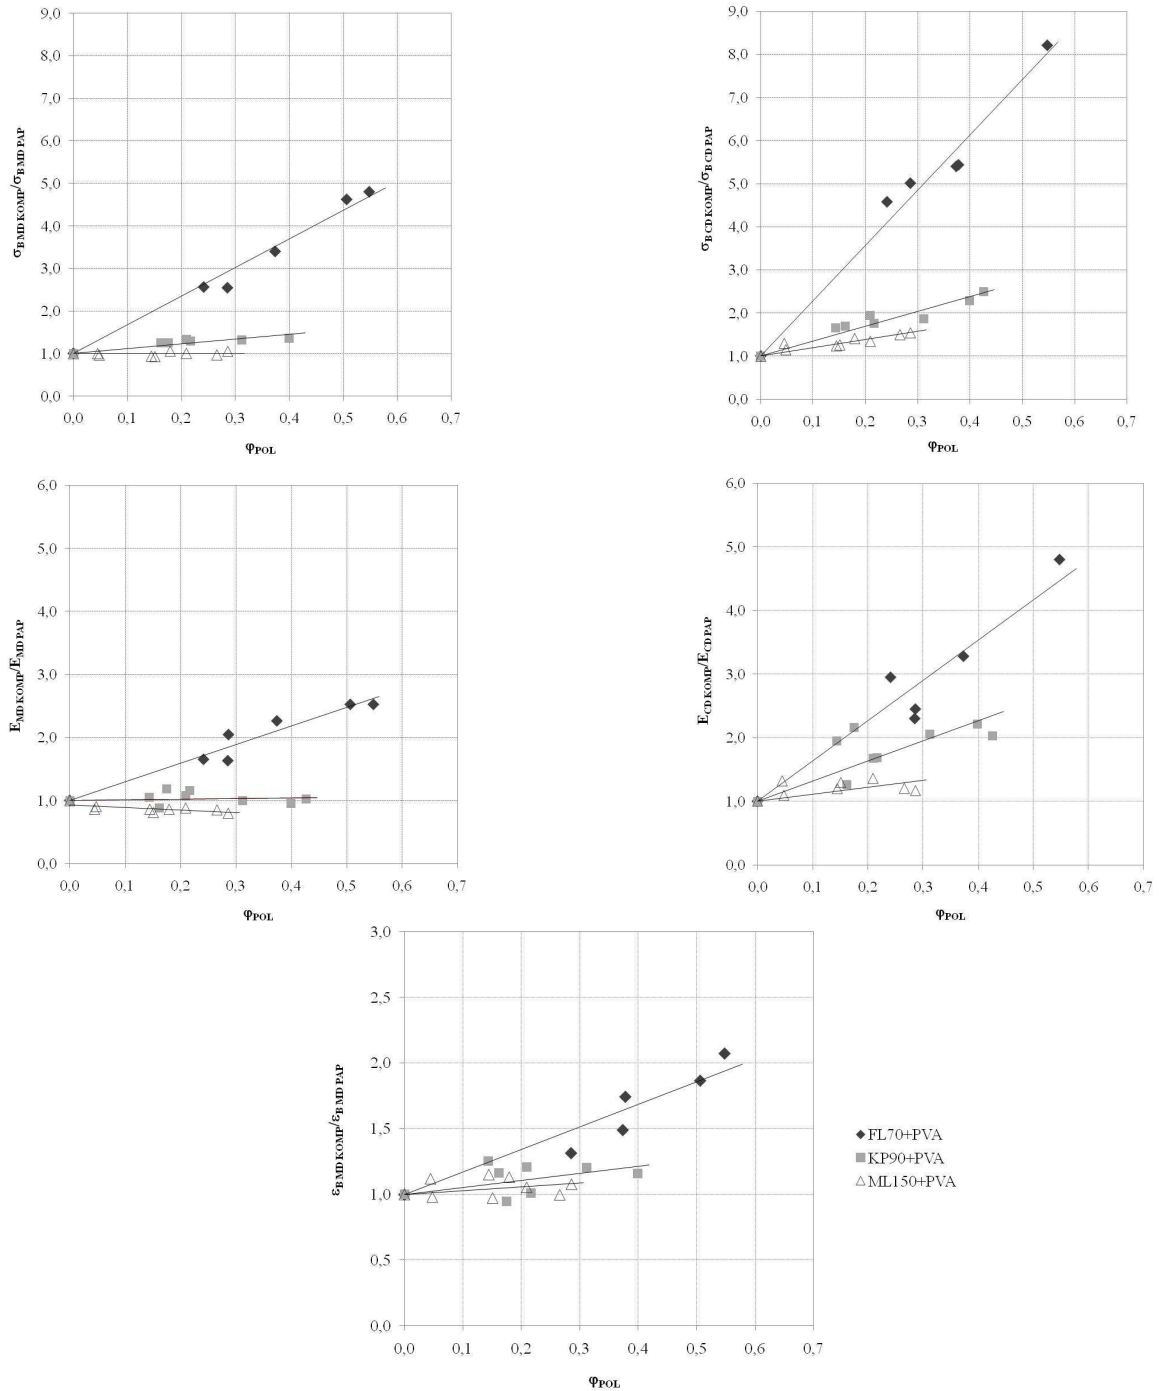 9,0
8,0
7,0
6,0
5,0
4,0
3,0
2,0
1,0
0,0
σB MD KOMP/σB MD PAP
0,0 0,1 0,2 0,3 0,4 0,5 0,6 0,7
φPOL
9,0
8,0
7,0
6,0
5,0
4,0
3,0
2,0
1,0
0,0
σB CD KOMP/σB CD PAP
0,0 0,1 0,2 0,3 0,4 0,5 0,6 0,7
φPOL
6,0
5,0
4,0
3,0
2,0
1,0
0,0
EMD KOMP/EMD PAP
0,0 0,1 0,2 0,3 0,4 0,5 0,6 0,7
φPOL
6,0
5,0
4,0
3,0
2,0
1,0
0,0
ECD KOMP/ECD PAP
0,0 0,1 0,2 0,3 0,4 0,5 0,6 0,7
φPOL
3,0
2,5
2,0
1,5
1,0
0,5
0,0
εB MD KOMP/εB MD PAP
0,0 0,1 0,2 0,3 0,4 0,5 0,6 0,7
φPOL
FL70+PVA
KP90+PVA
ML150+PVA